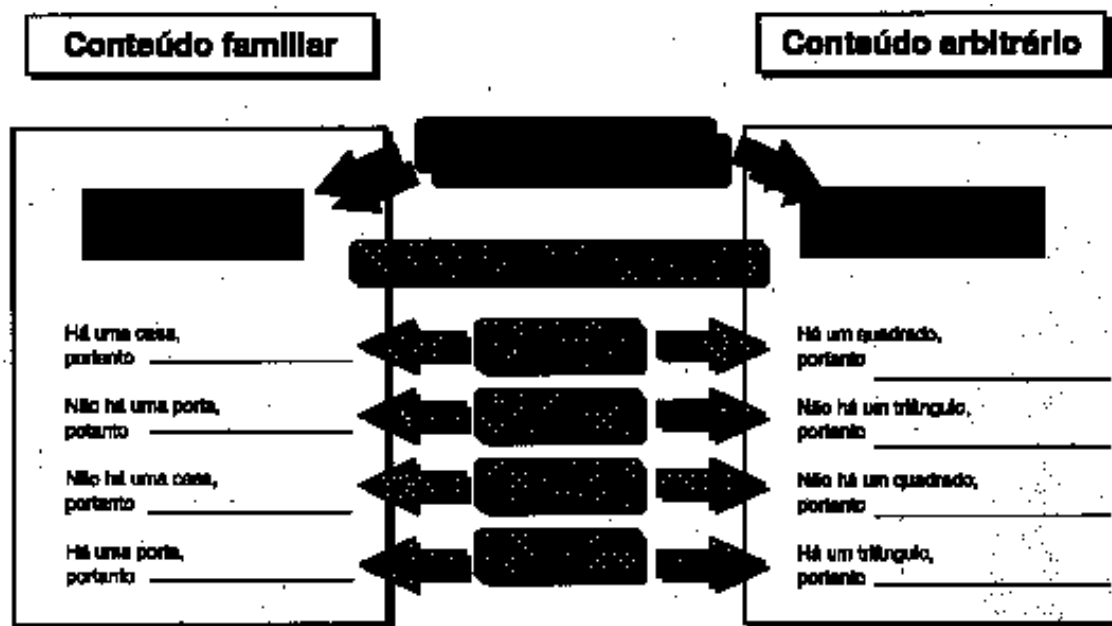 Conteúdo familiar
Conteúdo arbitrário
Há uma casa,
portanto
Não há uma porta,
potanto
Não há uma casa,
portanto
Há uma porta,
portanto
Há um quadrado,
portanto
Não há um triângulo,
portanto
Não há um quadrado,
portanto
Há um triângulo,
portanto